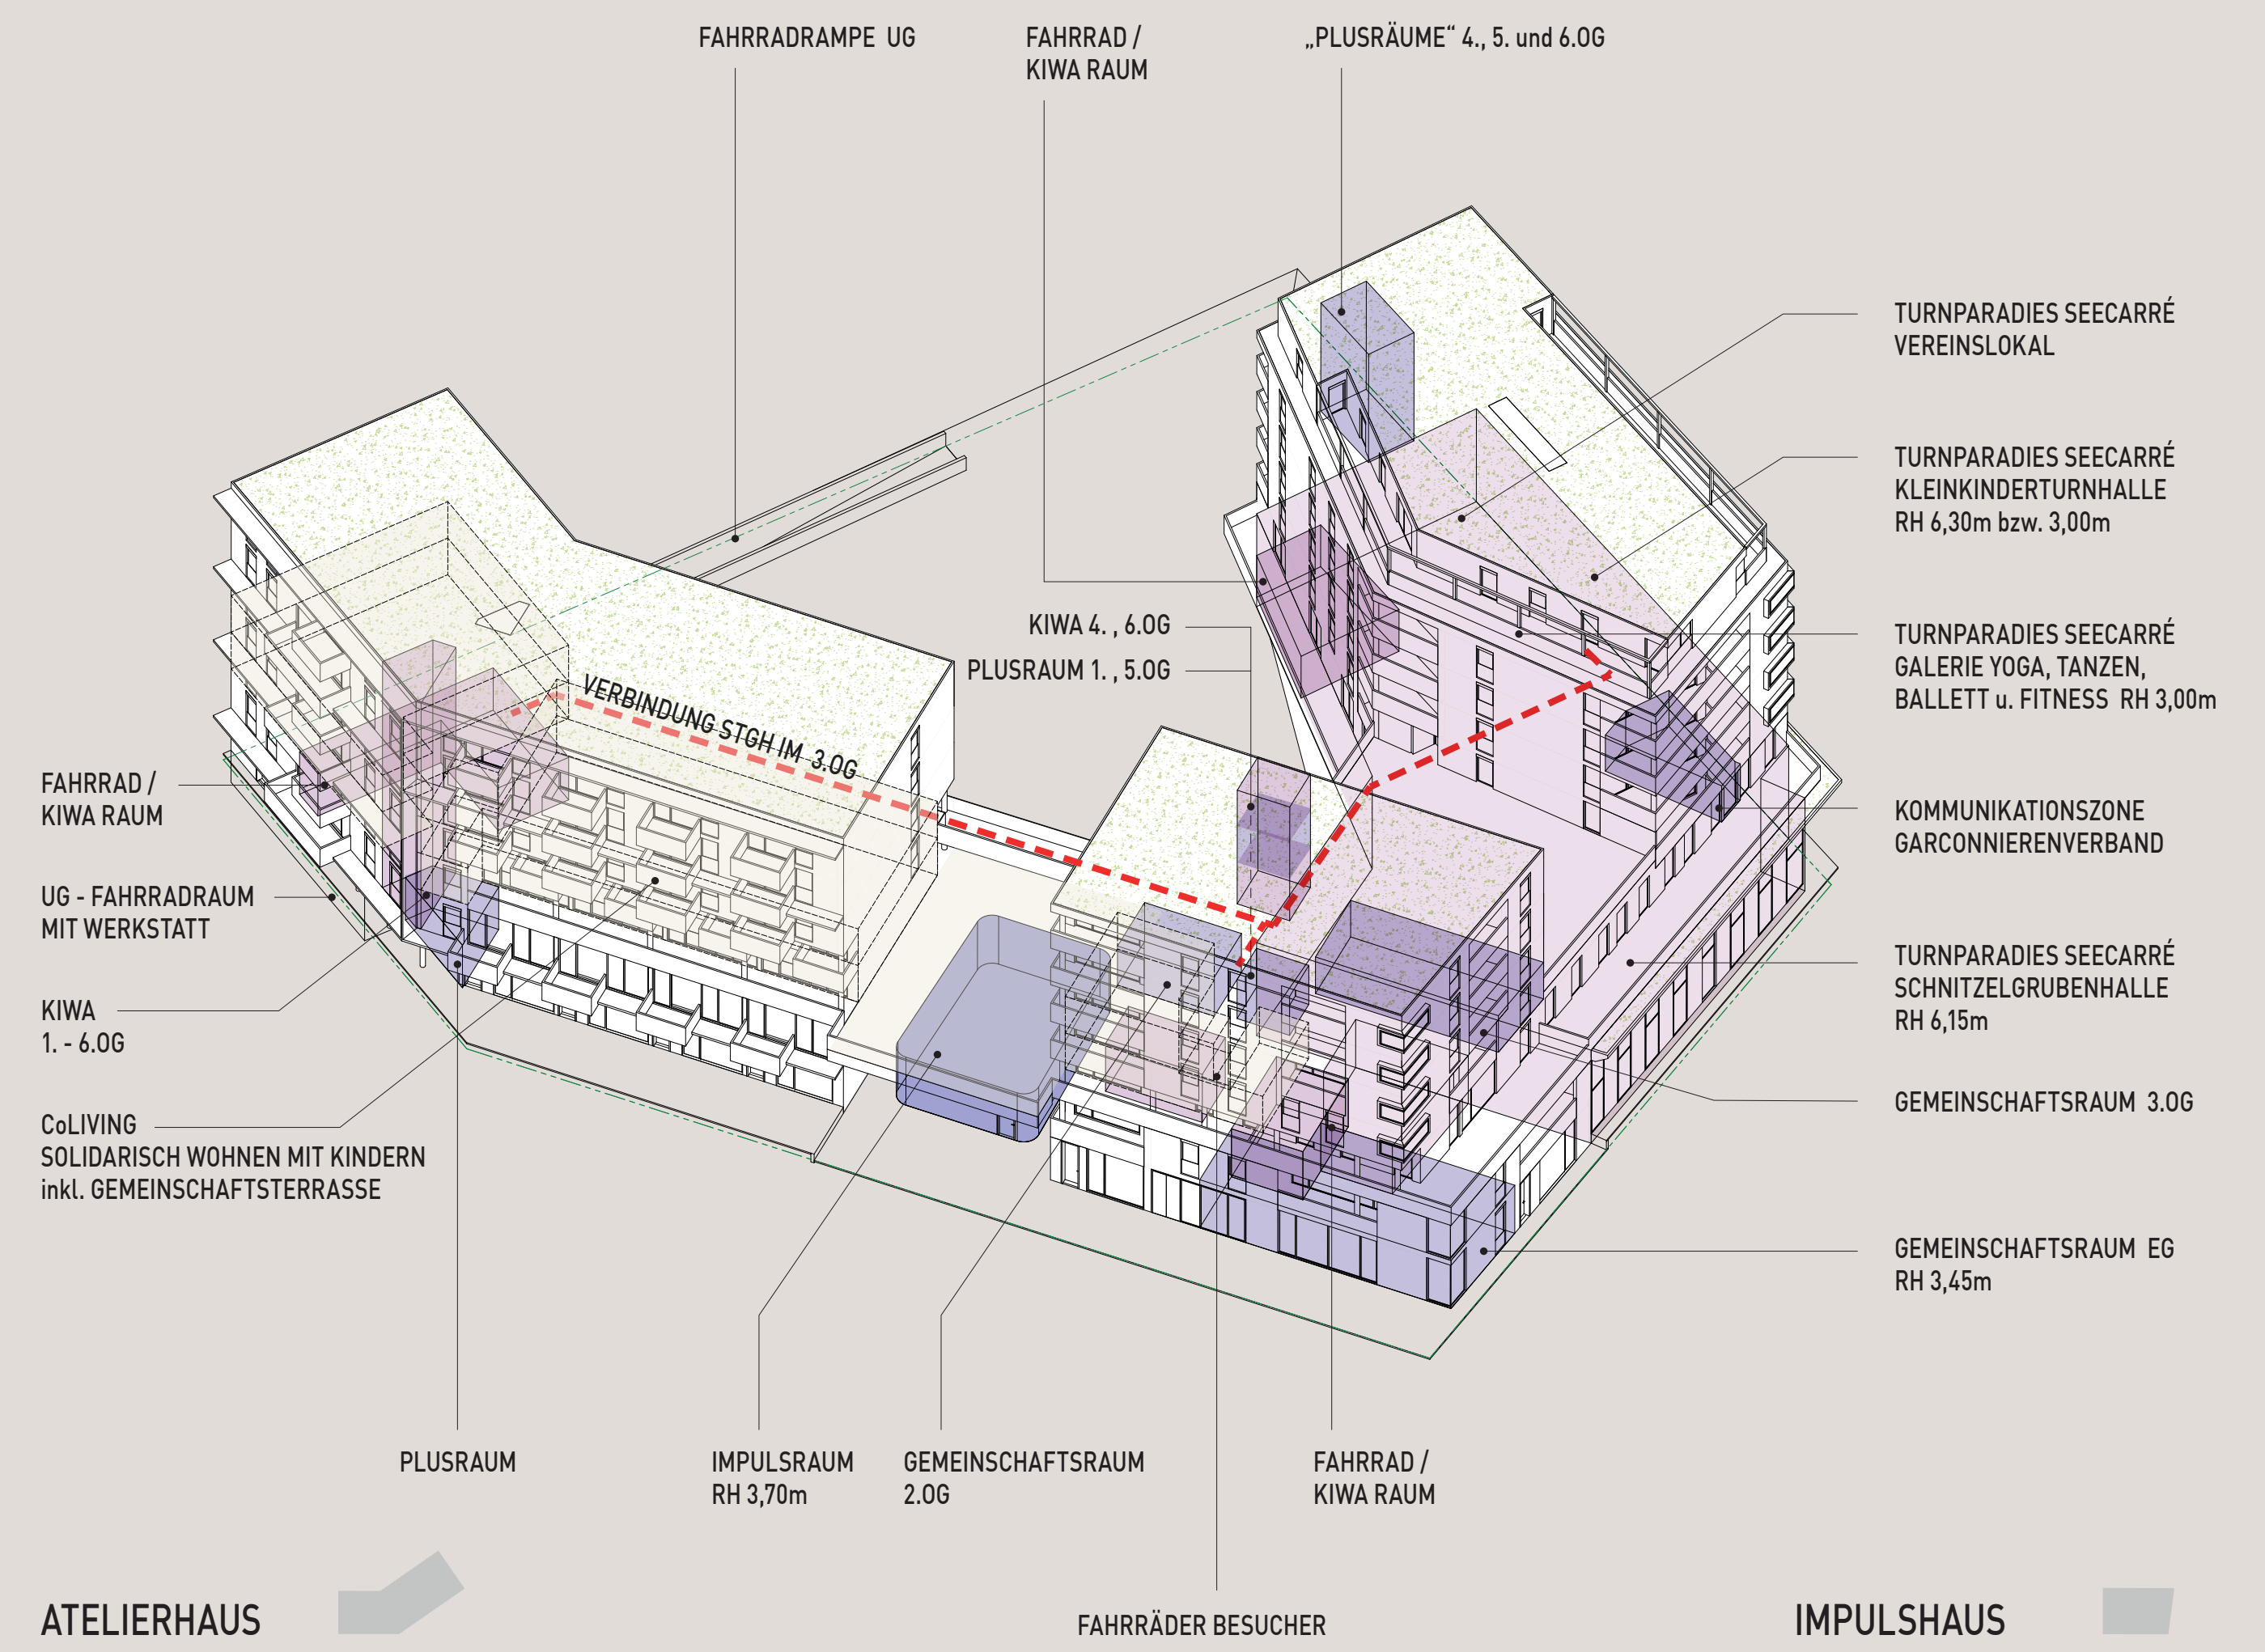 FAHRRADRAMPE UG
FAHRRAD /
KIWA RAUM
„PLUSRÄUME“ 4., 5. und 6.OG
TURNPARADIES SEECARRÉ
VEREINSLOKAL
TURNPARADIES SEECARRÉ
KLEINKINDERTURNHALLE
RH 6,30m bzw. 3,00m
KIWA 4. , 6.OG
PLUSRAUM 1. , 5.OG
TURNPARADIES SEECARRÉ
GALERIE YOGA, TANZEN,
BALLETT u. FITNESS RH 3,00m
VERBINDUNG STGH IM 3.OG
FAHRRAD /
KIWA RAUM
KOMMUNIKATIONSZONE
GARCONNIERENVERBAND
UG - FAHRRADRAUM
MIT WERKSTATT
TURNPARADIES SEECARRÉ
SCHNITZELGRUBENHALLE
RH 6,15m
KIWA
1. - 6.OG
GEMEINSCHAFTSRAUM 3.OG
CoLIVING
SOLIDARISCH WOHNEN MIT KINDERN
inkl. GEMEINSCHAFTSTERRASSE
GEMEINSCHAFTSRAUM EG
RH 3,45m
PLUSRAUM
IMPULSRAUM
RH 3,70m
GEMEINSCHAFTSRAUM
2.OG
FAHRRAD /
KIWA RAUM
FAHRRÄDER BESUCHER
ATELIERHAUS
IMPULSHAUS